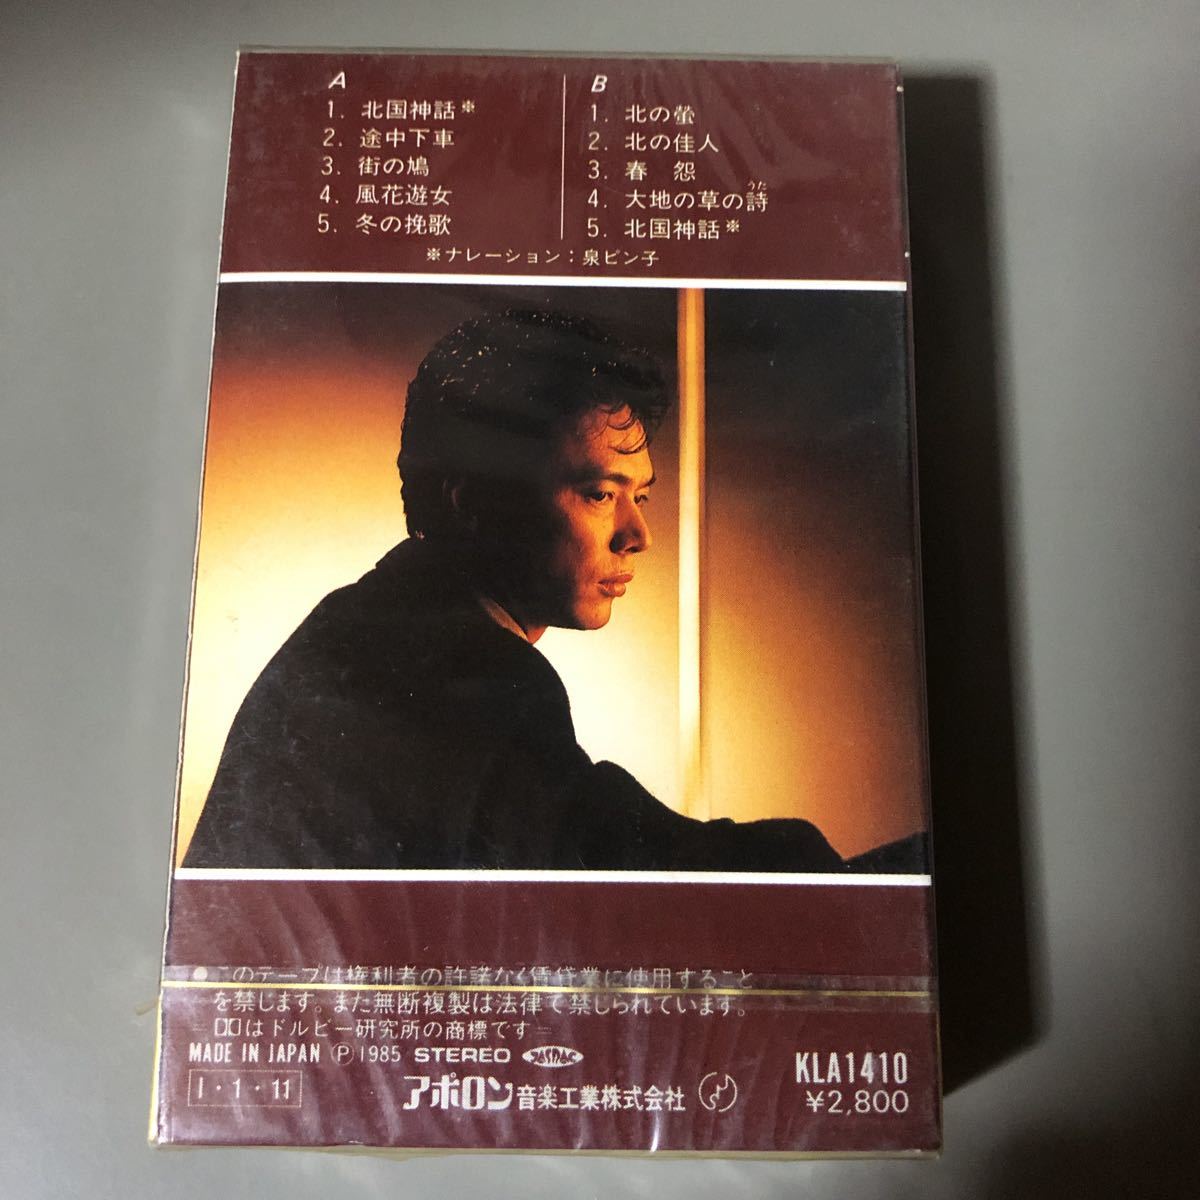 A
1. 北国神話※
2. 途中下車
3. 街の鳩
4. 風花遊女
5. 冬の挽歌
B
1. 北の螢
2. 北の佳人
3. 春 怨
うた
4. 大地の草の詩
5. 北国神話※
※ナレーション:泉ピン子
● このテープは権利者の許諾なく賃貸業に使用すること
を禁じます。また無断複製は法律で禁じられています。
はドルビー研究所の商標です
MADE IN JAPAN Ⓟ 1985 STEREO JASRAC
I・1・11
アポロン音楽工業株式会社
KLA1410
¥2,800